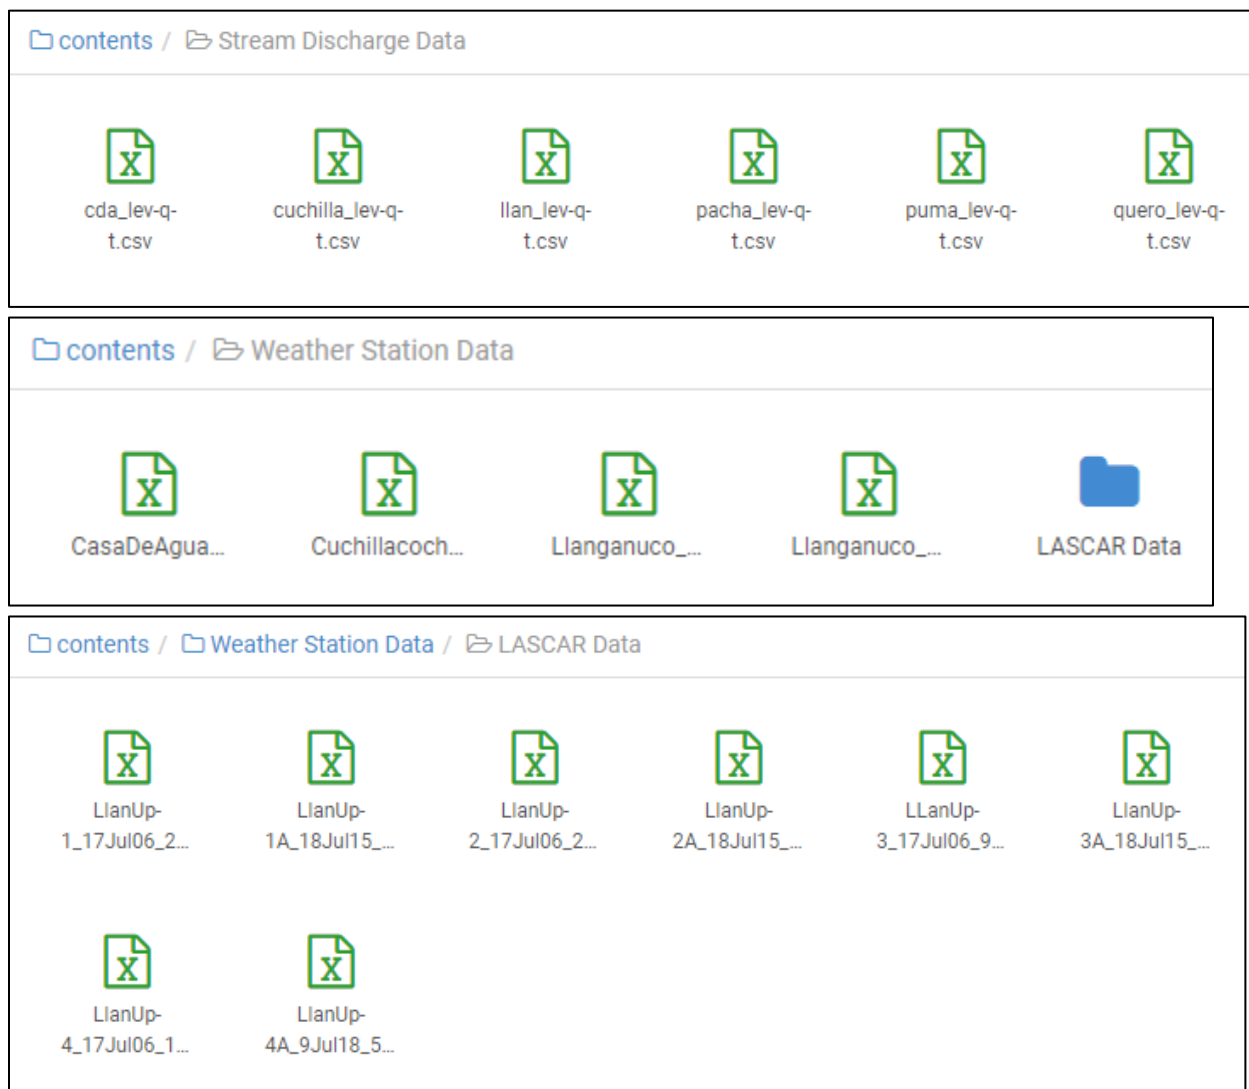 contents / Stream Discharge Data
cda_lev-q- cuchilla_lev-q- llan_lev-q- pacha_lev-q- puma_lev-q- quero_lev-q-
t.csv t.csv t.csv t.csv t.csv t.csv
contents / Weather Station Data
CasaDeAgua... Cuchillacoch... Llanganuco_... Llanganuco_... LASCAR Data
contents / Weather Station Data / LASCAR Data
LlanUp- LlanUp- LlanUp- LlanUp- LLanUp- LlanUp-
1_17Jul06_2... 1A_18Jul15_... 2_17Jul06_2... 2A_18Jul15_... 3_17Jul06_9... 3A_18Jul15_...
LlanUp- LlanUp-
4_17Jul06_1... 4A_9Jul18_5...